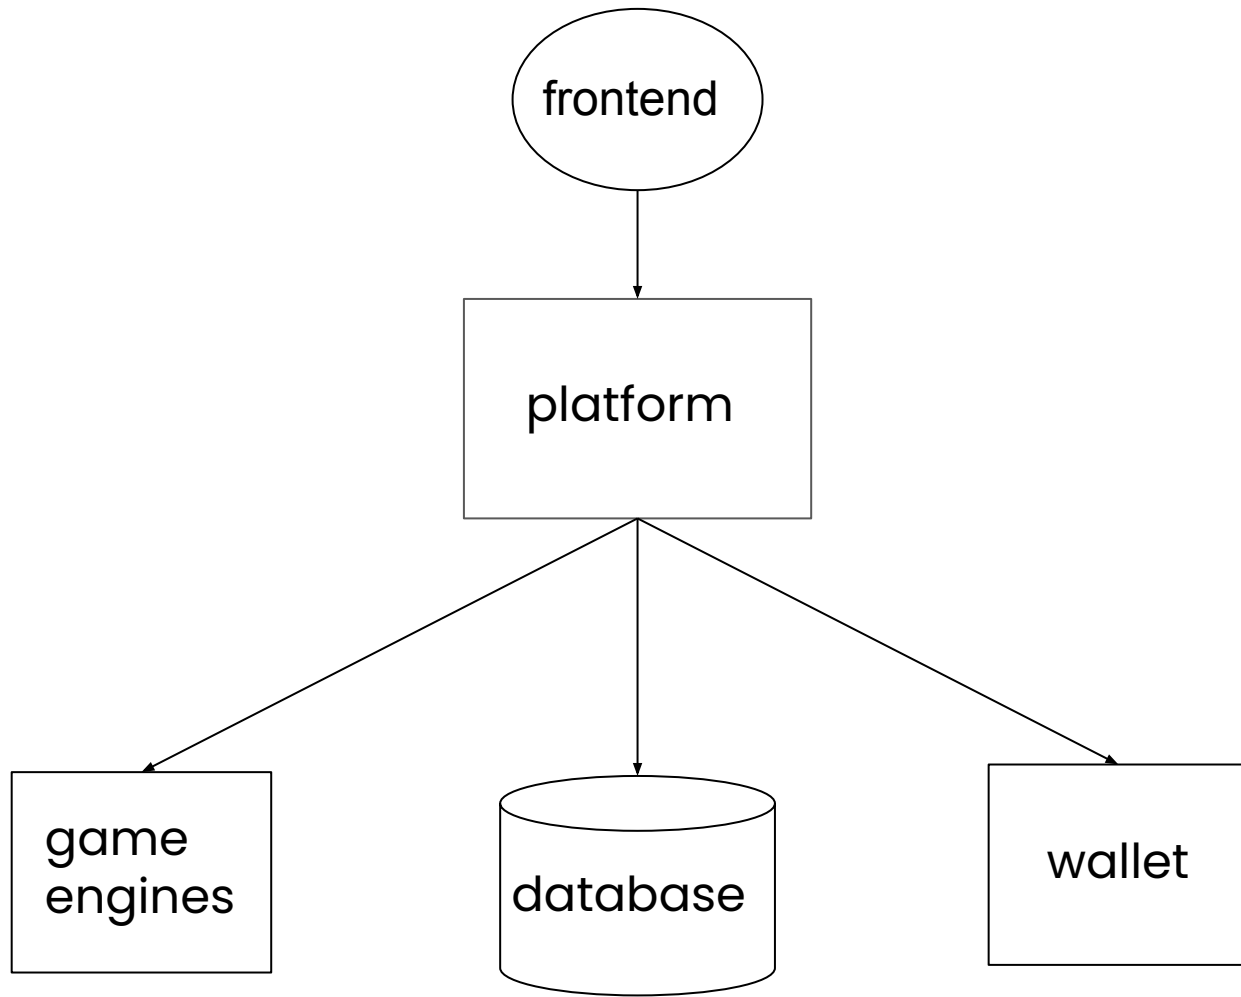 frontend
platform
game
engines
database
wallet